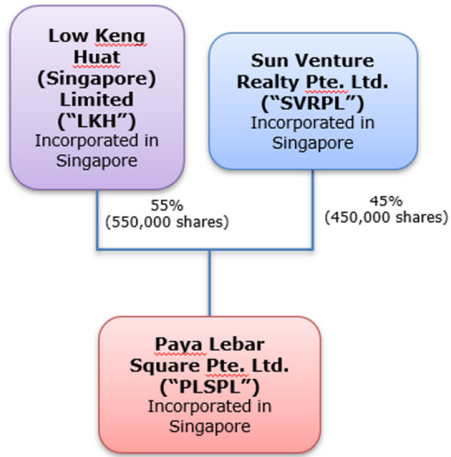 Low Keng
Huat
(Singapore)
Limited
(“LKH”)
Incorporated in
Singapore
Sun Venture
Realty Pte. Ltd.
(“SVRPL”)
Incorporated in
Singapore
55%
(550,000 shares)
45%
(450,000 shares)
Paya Lebar
Square Pte. Ltd.
(“PLSPL”)
Incorporated in
Singapore